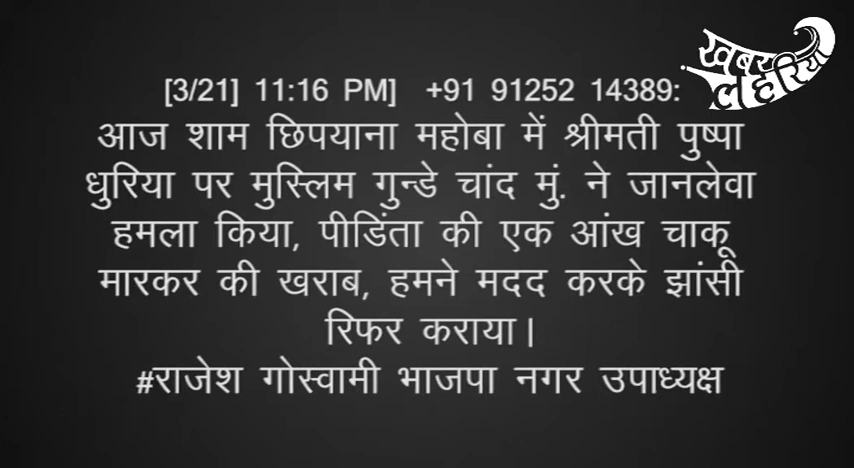 खबर
लहरिया
[3/21] 11:16 PM] +91 91252 14389:
आज शाम छिपयाना महोबा में श्रीमती पुष्पा
धुरिया पर मुस्लिम गुन्डे चांद मुं. ने जानलेवा
हमला किया, पीडिंता की एक आंख चाकू
मारकर की खराब, हमने मदद करके झांसी
रिफर कराया।
#राजेश गोस्वामी भाजपा नगर उपाध्यक्ष